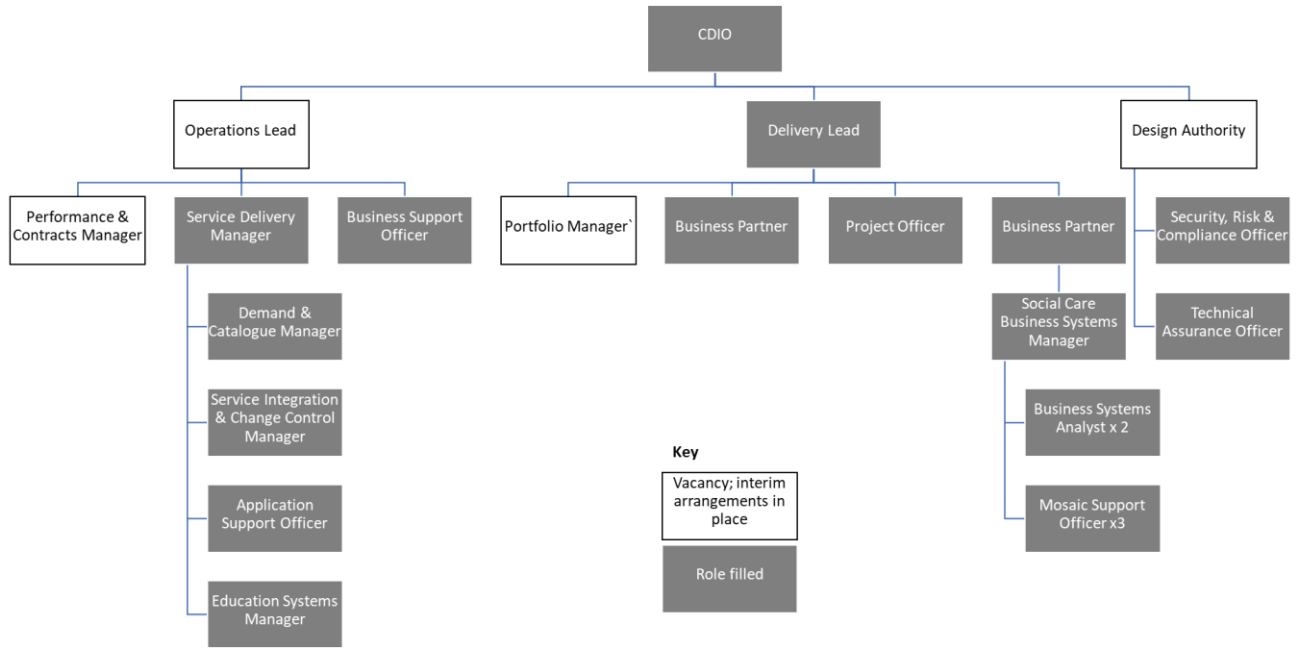 CDIO
Operations Lead
Delivery Lead
Design Authority
Performance &
Contracts Manager
Service Delivery
Manager
Business Support
Officer
Portfolio Manager`
Business Partner
Project Officer
Business Partner
Security, Risk &
Compliance Officer
Demand &
Catalogue Manager
Social Care
Business Systems
Manager
Technical
Assurance Officer
Service Integration
& Change Control
Manager
Business Systems
Analyst x 2
Key
Vacancy; interim
arrangements in
place
Application
Support Officer
Mosaic Support
Officer x3
Role filled
Education Systems
Manager